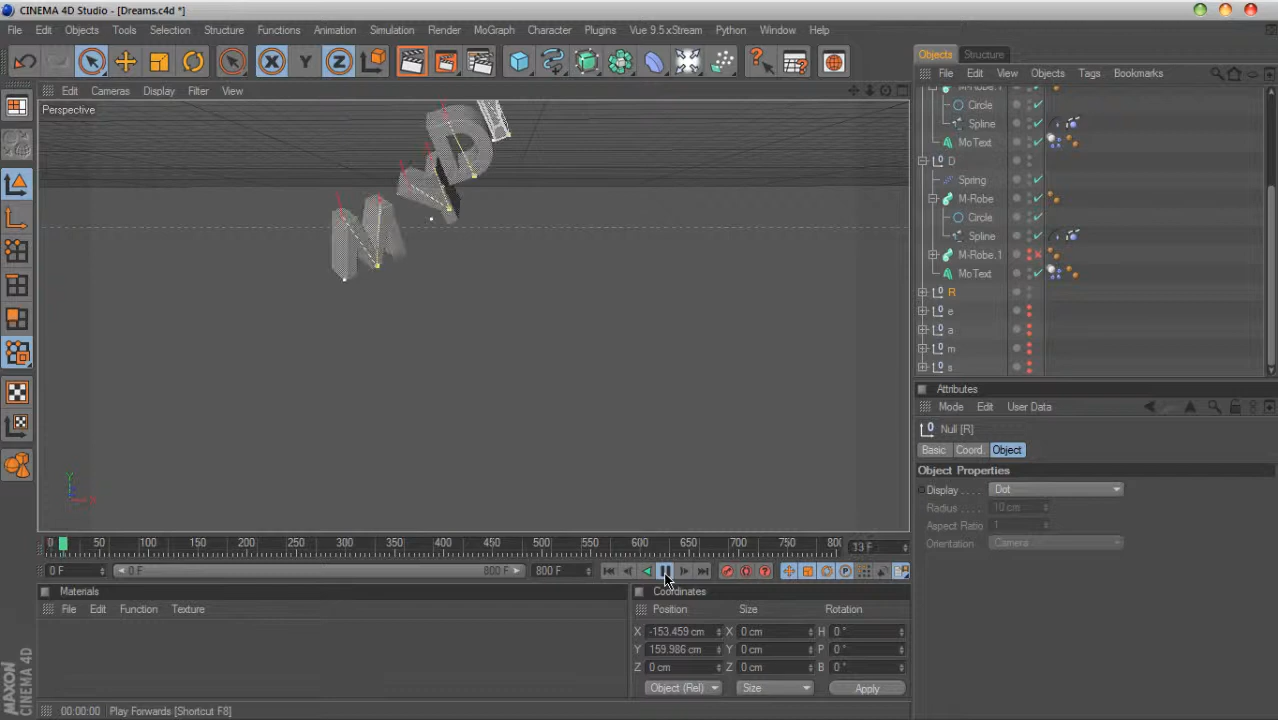 CINEMA 4D Studio - [Dreams.c4d *]
File Edit Objects Tools Selection Structure Functions Animation Simulation Render MoGraph Character Plugins Vue 9.5 xStream Python Window Help
Objects Structure
File Edit View Objects Tags Bookmarks
Edit Cameras Display Filter View
Perspective
M-Robe.1
Circle
Spline
MoText
D
Spring
M-Robe
Circle
Spline
M-Robe.1
MoText
R
e
a
m
s
M
D
Attributes
Mode Edit User Data
Null [R]
Basic Coord. Object
Object Properties
Display . . . . Dot
Radius . . . . 10 cm
Aspect Ratio 1
Orientation Camera
Y
X
0 50 100 150 200 250 300 350 400 450 500 550 600 650 700 750 800 13 F
0 F 0 F 800 F 800 F
Materials
File Edit Function Texture
Coordinates
Position Size Rotation
X -153.459 cm X 0 cm H 0 °
Y 159.986 cm Y 0 cm P 0 °
Z 0 cm Z 0 cm B 0 °
Object (Rel) Size Apply
MAXON
CINEMA 4D
00:00:00 Play Forwards [Shortcut F8]